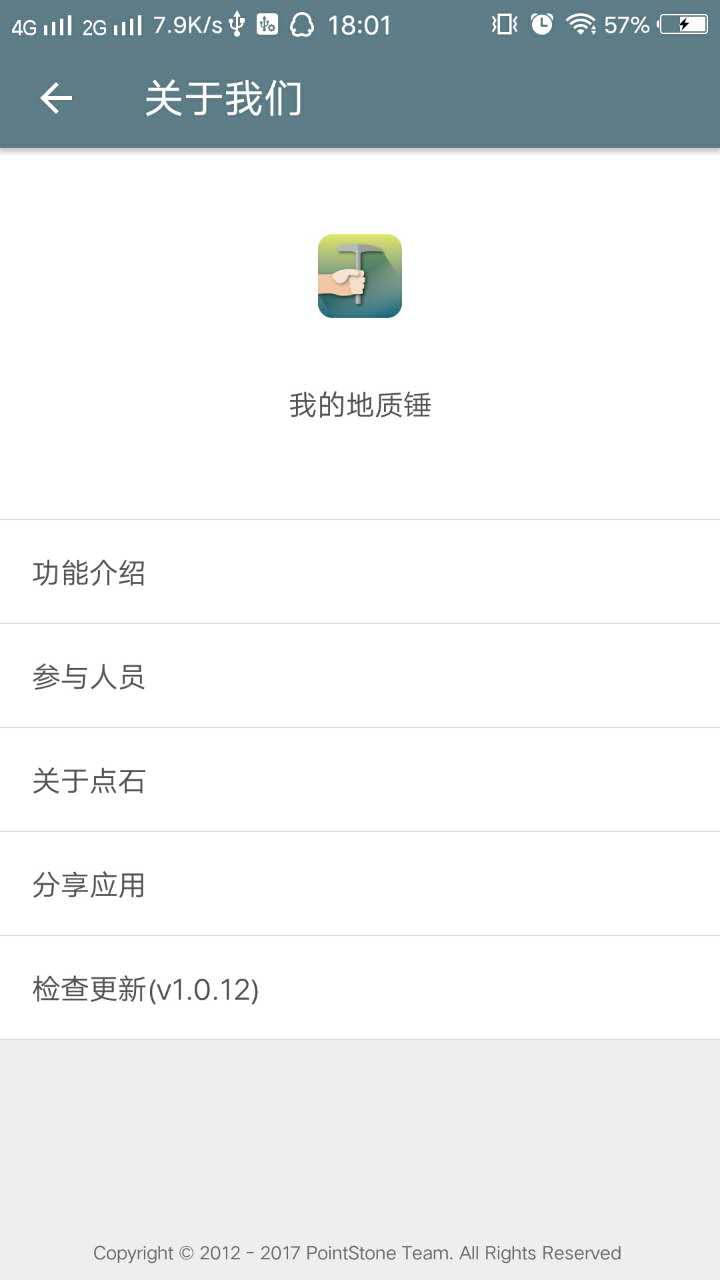 4G 2G 7.9K/s 18:01 57%
关于我们
我的地质锤
功能介绍
参与人员
关于点石
分享应用
检查更新(v1.0.12)
Copyright © 2012 - 2017 PointStone Team. All Rights Reserved